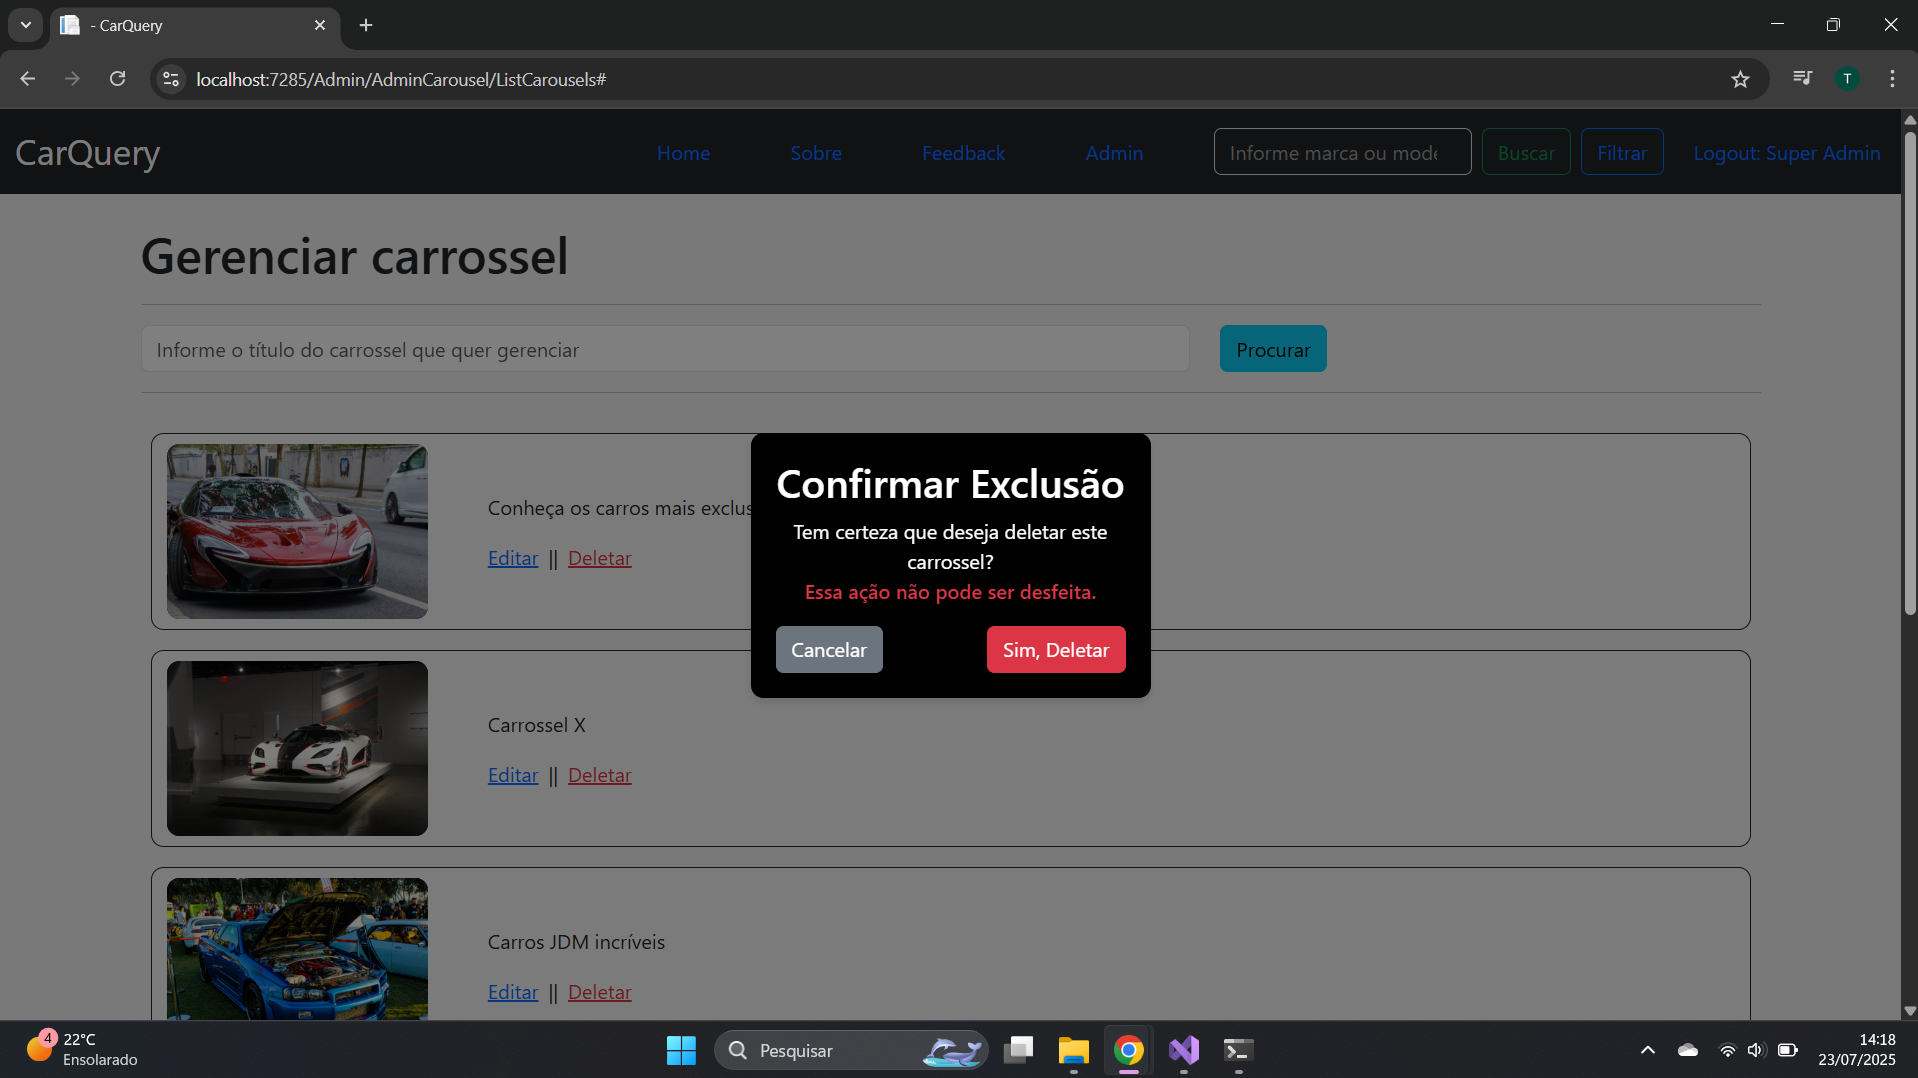 - CarQuery
localhost:7285/Admin/AdminCarousel/ListCarousels#
T
CarQuery
Home
Sobre
Feedback
Admin
Informe marca ou mode
Buscar
Filtrar
Logout: Super Admin
Gerenciar carrossel
Informe o título do carrossel que quer gerenciar
Procurar
Conheça os carros mais exclus
Editar || Deletar
Confirmar Exclusão
Tem certeza que deseja deletar este
carrossel?
Essa ação não pode ser desfeita.
Cancelar
Sim, Deletar
Carrossel X
Editar || Deletar
Carros JDM incríveis
Editar || Deletar
4
22°C
Ensolarado
Pesquisar
14:18
23/07/2025